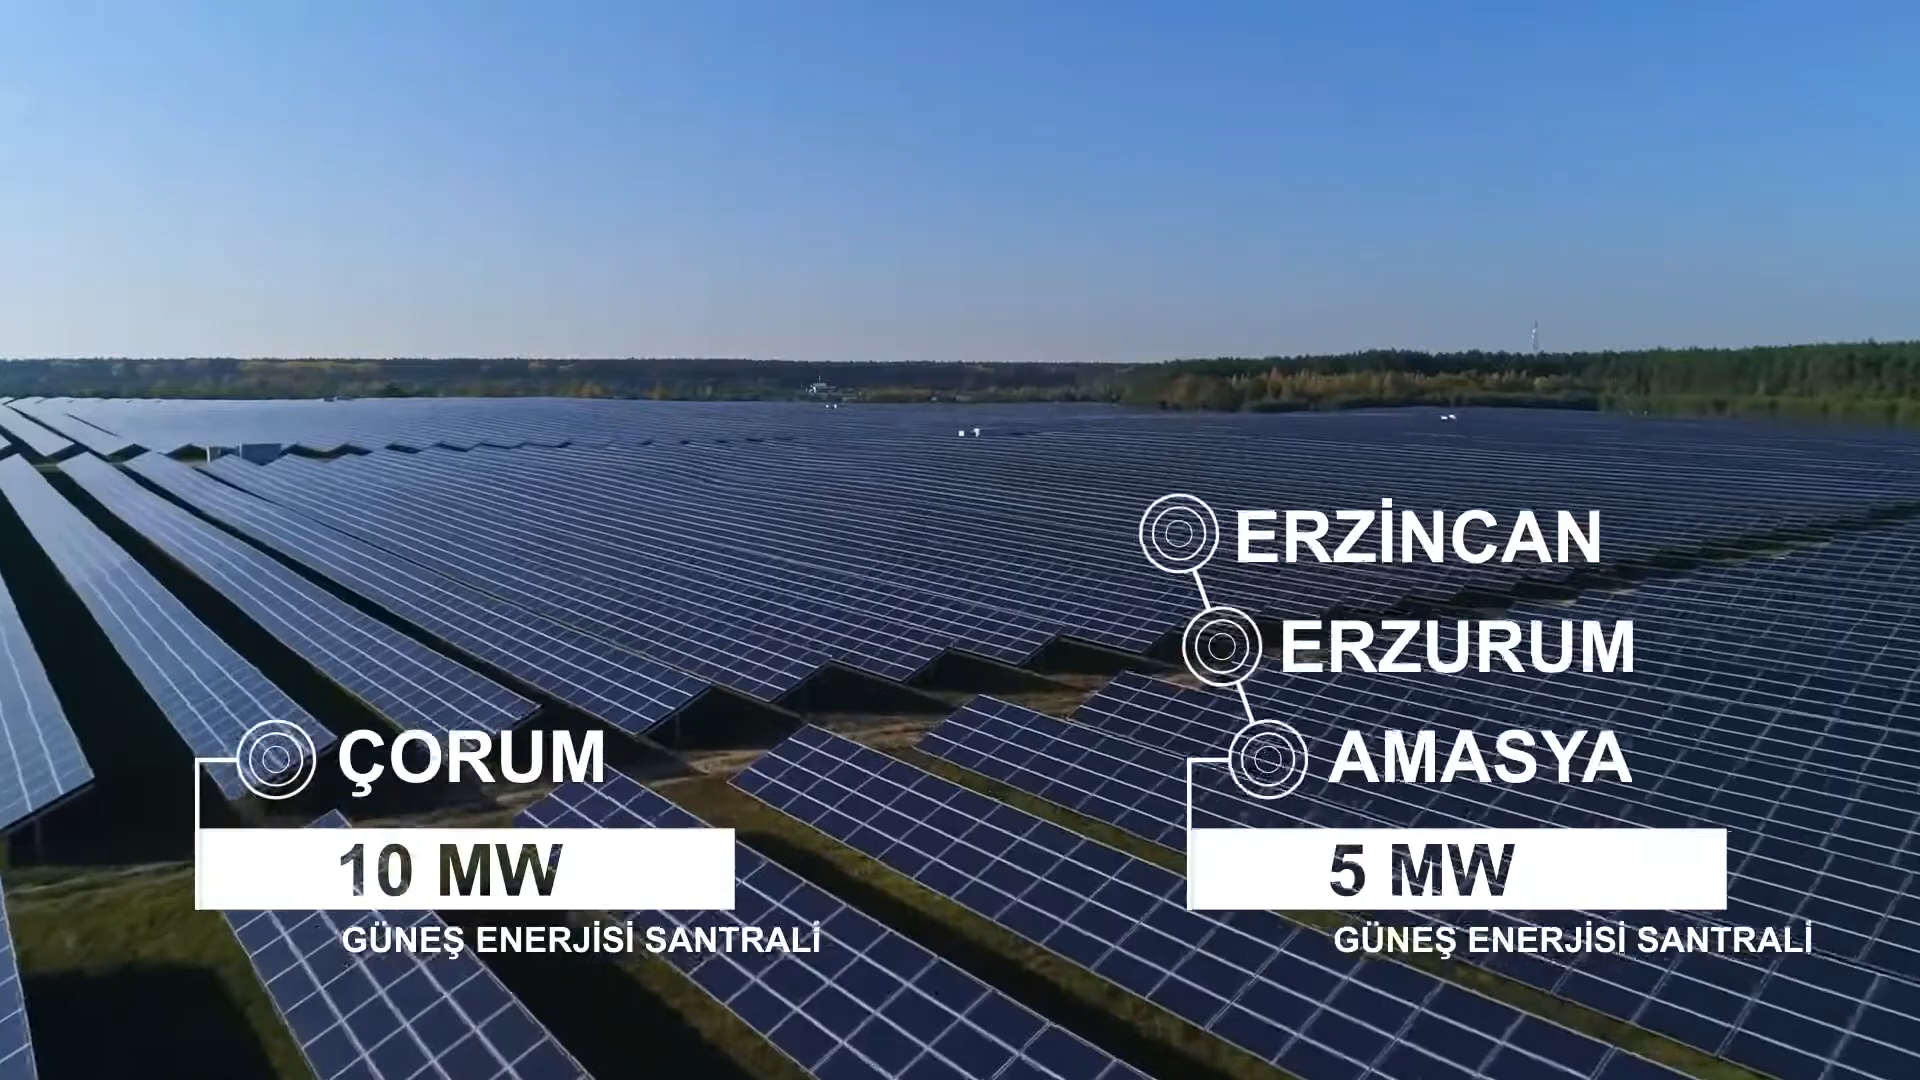 ÇORUM
10 MW
GÜNEŞ ENERJİSİ SANTRALİ
ERZİNCAN
ERZURUM
AMASYA
5 MW
GÜNEŞ ENERJİSİ SANTRALİ